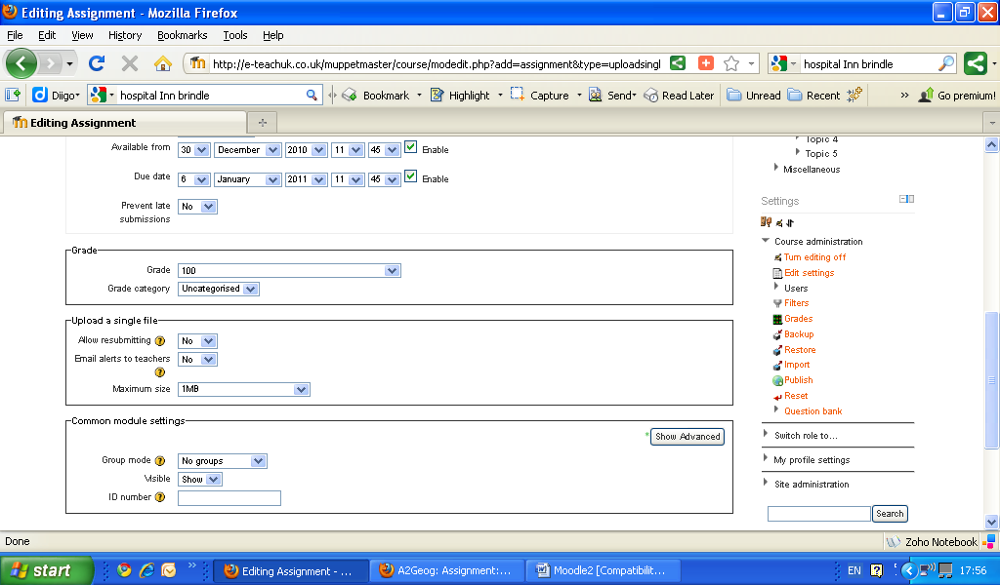 Editing Assignment - Mozilla Firefox
File Edit View History Bookmarks Tools Help
http://e-teachuk.co.uk/muppetmaster/course/modedit.php?add=assignment&type=uploadsingl
hospital Inn brindle
Diigo hospital Inn brindle Bookmark Highlight Capture Send Read Later Unread Recent » Go premium!
Editing Assignment
Available from 30 December 2010 11 45 Enable
Due date 6 January 2011 11 45 Enable
Prevent late submissions No
Grade
Grade 100
Grade category Uncategorised
Upload a single file
Allow resubmitting ? No
Email alerts to teachers ? No
Maximum size 1MB
Common module settings
* Show Advanced
Group mode ? No groups
Visible Show
ID number ?
Topic 4
Topic 5
Miscellaneous
Settings
Course administration
Turn editing off
Edit settings
Users
Filters
Grades
Backup
Restore
Import
Publish
Reset
Question bank
Switch role to...
My profile settings
Site administration
Search
Done
Zoho Notebook
start » Editing Assignment - ... A2Geog: Assignment:... Moodle2 [Compatibilit... EN ? 17:56